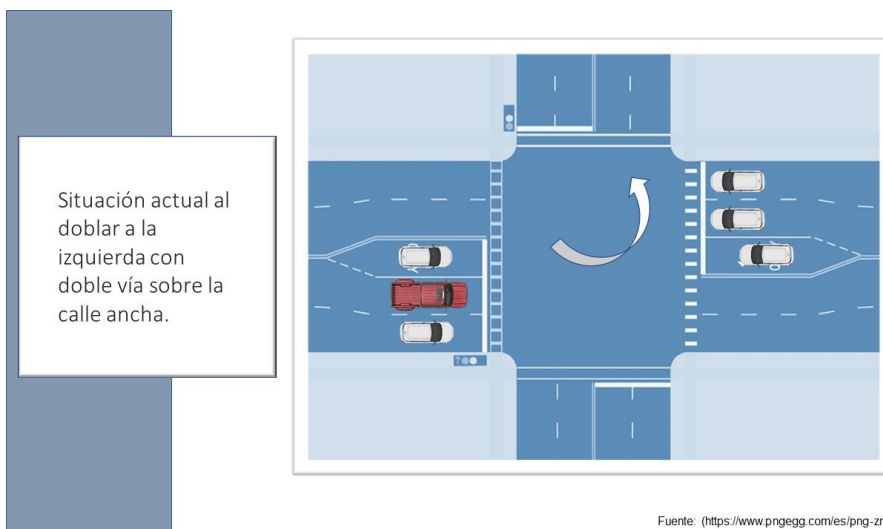 Situación actual al
doblar a la
izquierda con
doble vía sobre la
calle ancha.
Fuente: (https://www.pngegg.com/es/png-zr